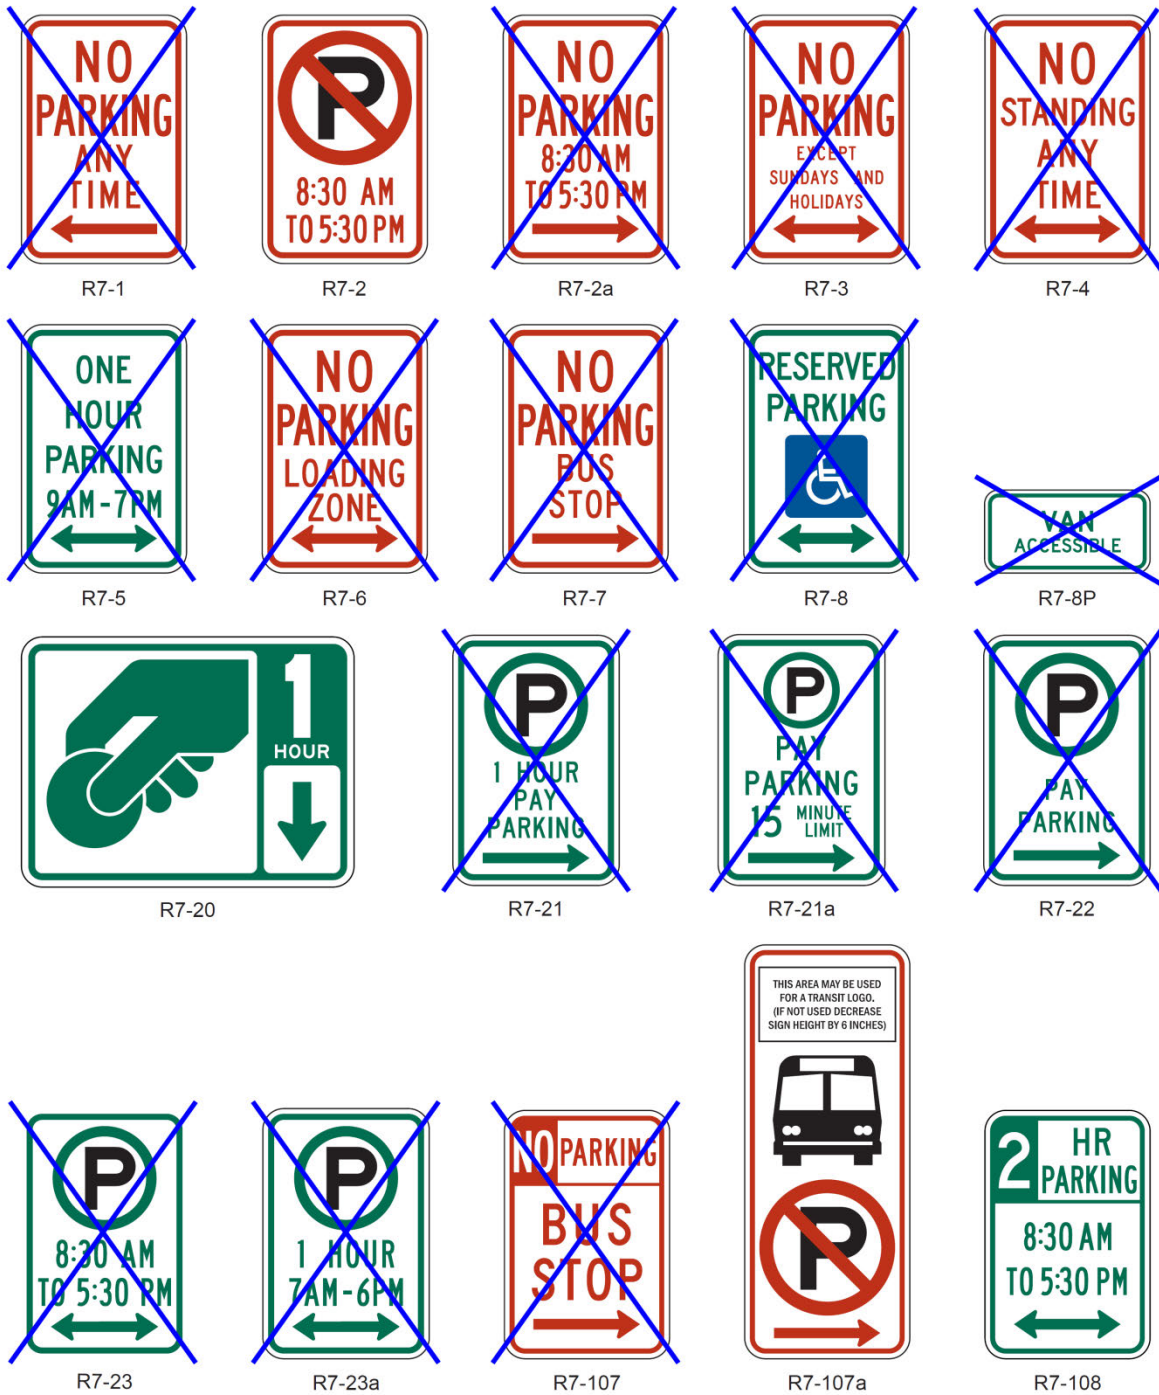 NO
PARKING
ANY
TIME
R7-1
P
8:30 AM
TO 5:30 PM
R7-2
NO
PARKING
8:30 AM
TO 5:30 PM
R7-2a
NO
PARKING
EXCEPT
SUNDAYS AND
HOLIDAYS
R7-3
NO
STANDING
ANY
TIME
R7-4
ONE
HOUR
PARKING
9AM-7PM
R7-5
NO
PARKING
LOADING
ZONE
R7-6
NO
PARKING
BUS
STOP
R7-7
RESERVED
PARKING
R7-8
VAN
ACCESSIBLE
R7-8P
1
HOUR
R7-20
P
1 HOUR
PAY
PARKING
R7-21
P
PAY
PARKING
15 MINUTE
LIMIT
R7-21a
P
PAY
PARKING
R7-22
P
8:30 AM
TO 5:30 PM
R7-23
P
1 HOUR
7AM-6PM
R7-23a
NO PARKING
BUS
STOP
R7-107
THIS AREA MAY BE USED
FOR A TRANSIT LOGO.
(IF NOT USED DECREASE
SIGN HEIGHT BY 6 INCHES)
P
R7-107a
2 HR
PARKING
8:30 AM
TO 5:30 PM
R7-108